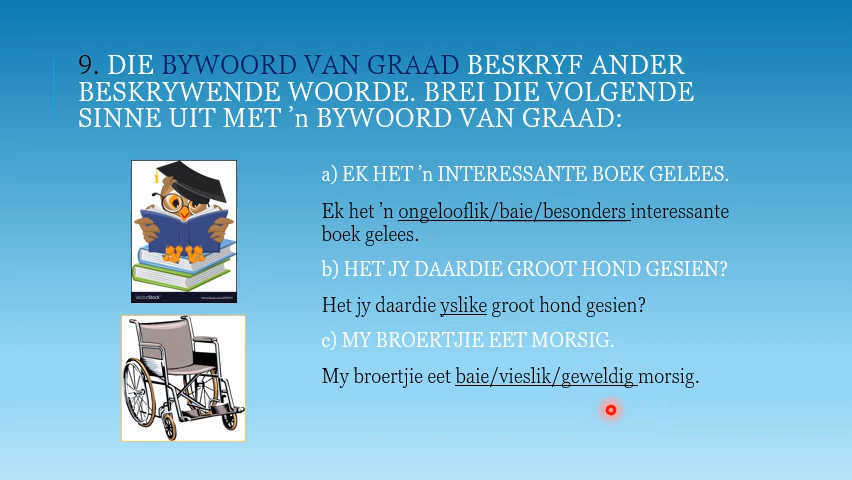 9. DIE BYWOORD VAN GRAAD BESKRYF ANDER
BESKRYWENDE WOORDE. BREI DIE VOLGENDE
SINNE UIT MET ’n BYWOORD VAN GRAAD:
a) EK HET ’n INTERESSANTE BOEK GELEES.
Ek het ’n ongelooflik/baie/besonders interessante
boek gelees.
b) HET JY DAARDIE GROOT HOND GESIEN?
Het jy daardie yslike groot hond gesien?
c) MY BROERTJIE EET MORSIG.
My broertjie eet baie/vieslik/geweldig morsig.
VectorStock